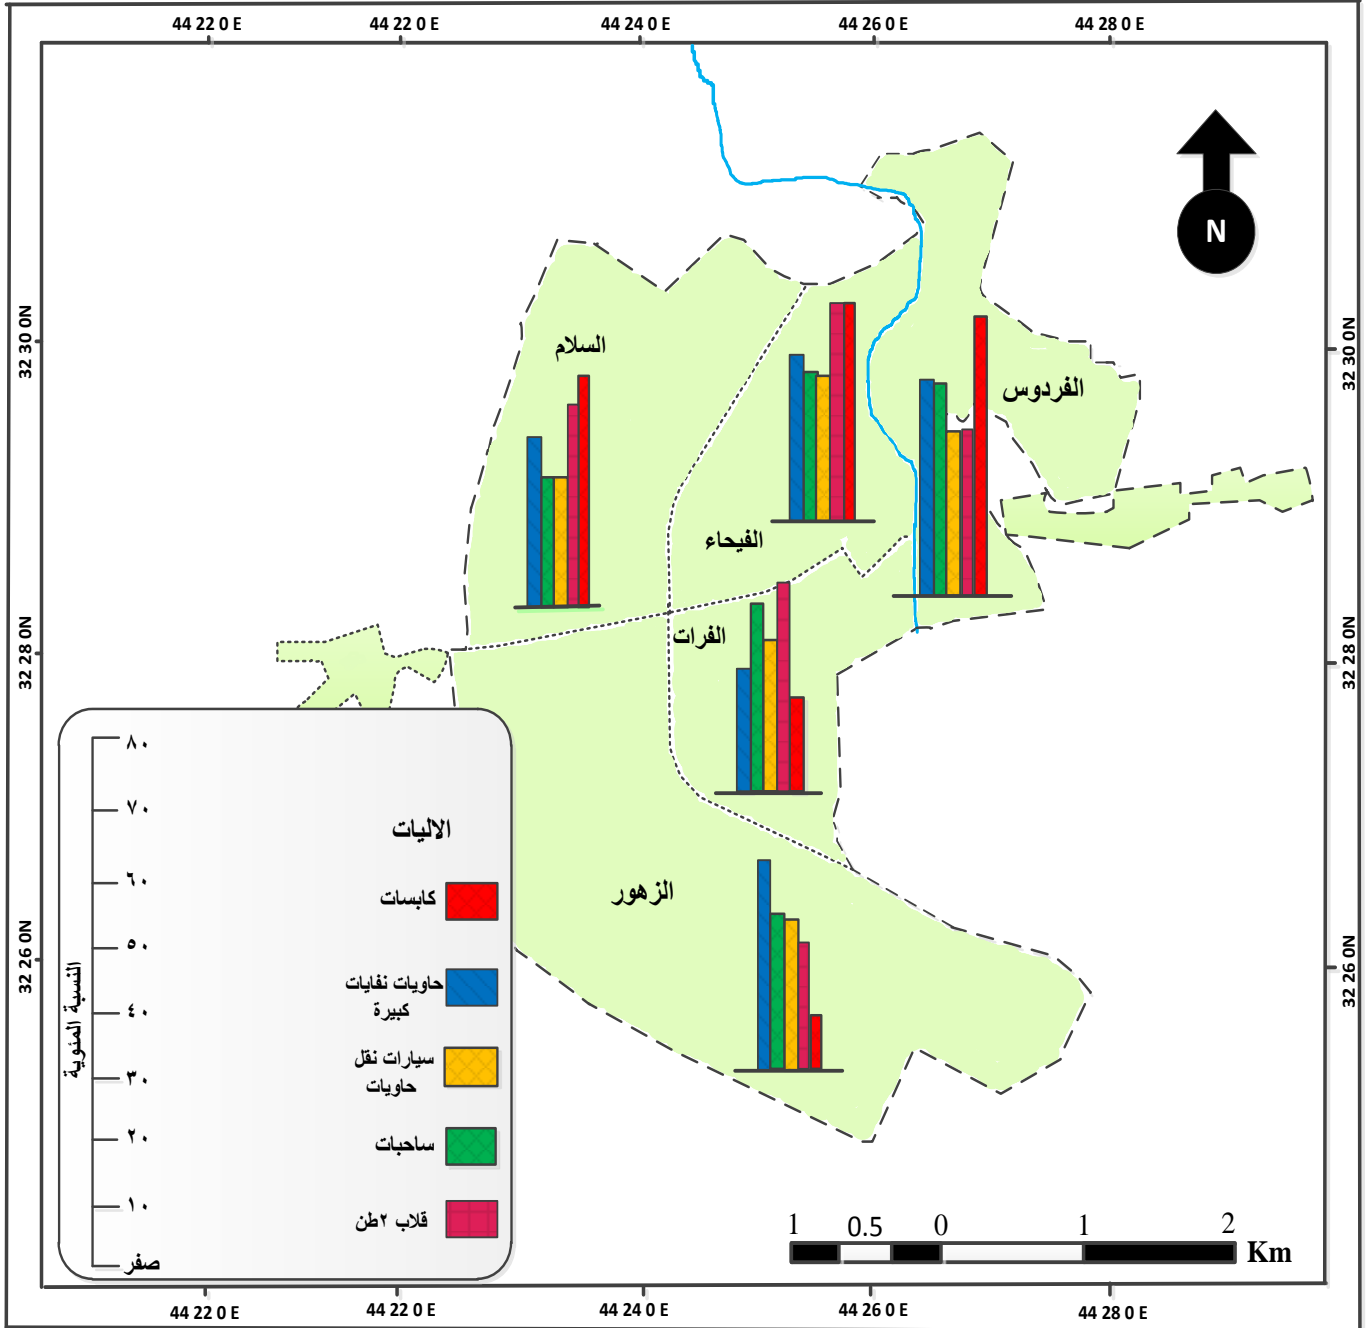 44 22 0 E
44 22 0 E
44 24 0 E
44 26 0 E
44 28 0 E
N
32 30 0N
32 30 0N
السلام
الفردوس
الفيحاء
الفرات
32 28 0N
32 28 0N
الزهور
32 26 0N
32 26 0N
النسبة المئوية
٨٠
٧٠
٦٠
٥٠
٤٠
٣٠
٢٠
١٠
صفر
الاليات
كابسات
حاويات نفايات
كبيرة
سيارات نقل
حاويات
ساحبات
قلاب ٢طن
1 0.5 0 1 2
Km
44 22 0 E
44 22 0 E
44 24 0 E
44 26 0 E
44 28 0 E